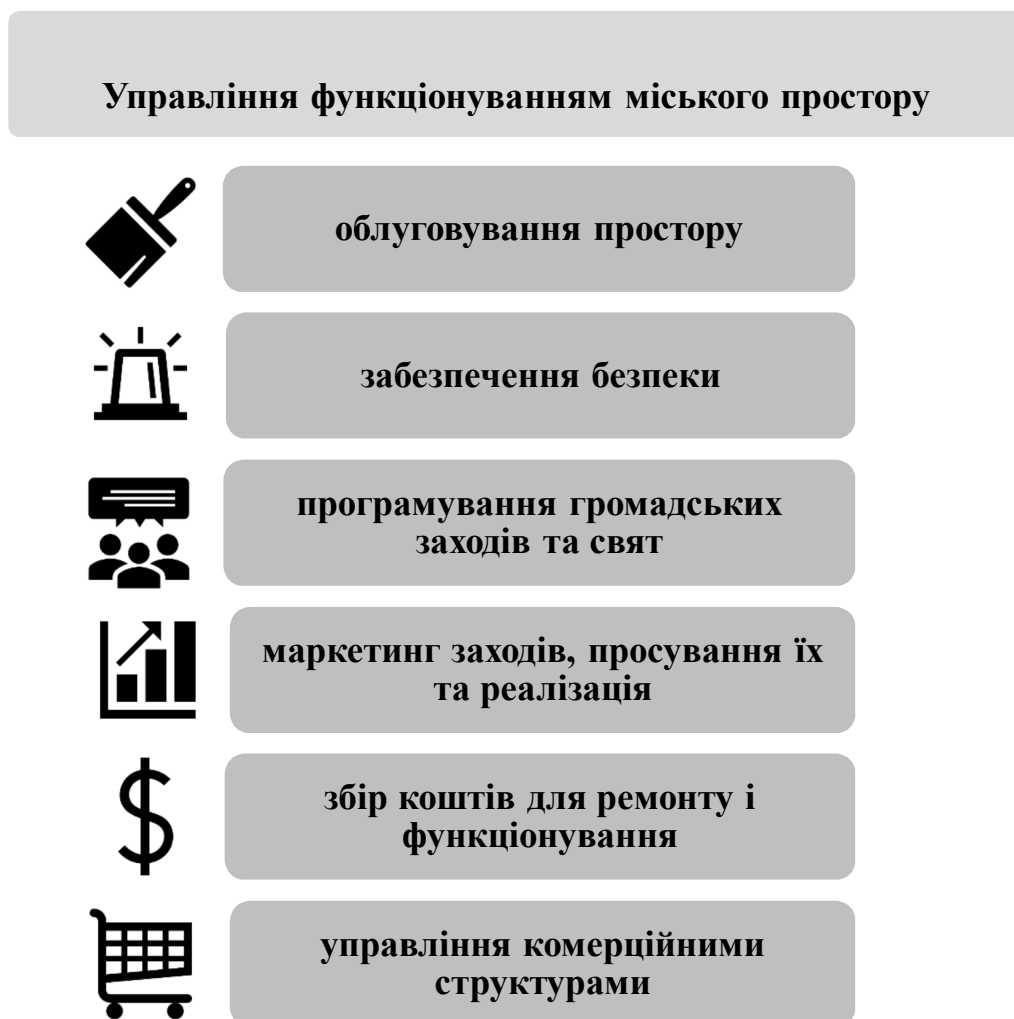 Управління функціонуванням міського простору
облуговування простору
забезпечення безпеки
програмування громадських
заходів та свят
маркетинг заходів, просування їх
та реалізація
збір коштів для ремонту і
функціонування
управління комерційними
структурами